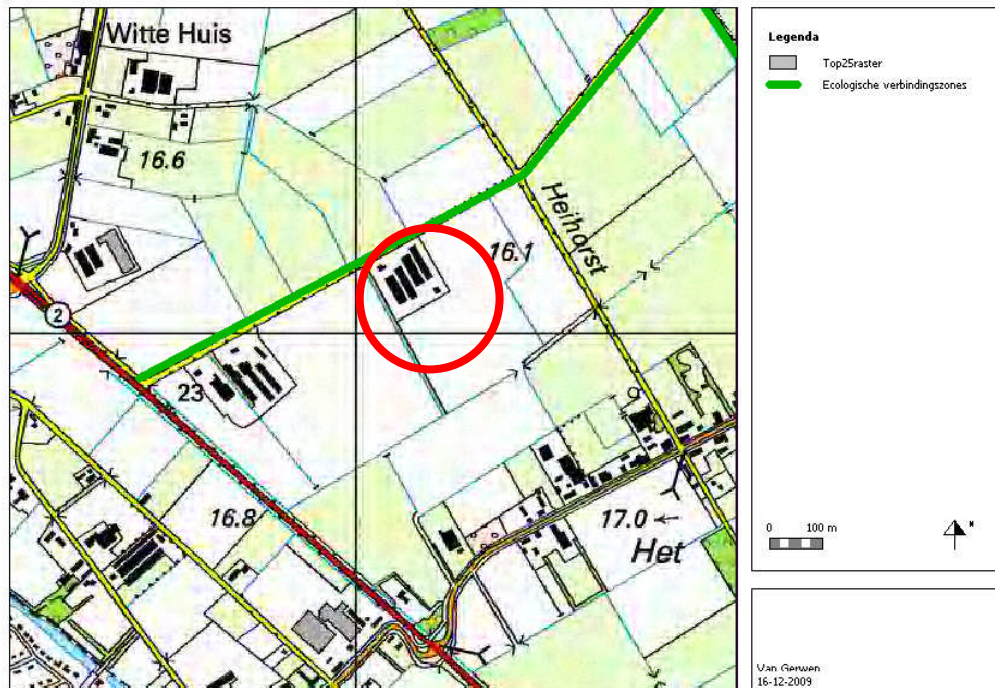 Witte Huis
16.6
2
23
16.1
Heihorst
16.8
17.0
Het
Legenda
Top25raster
Ecologische verbindingszones
0 100 m
N
Van Gerwen
16-12-2009